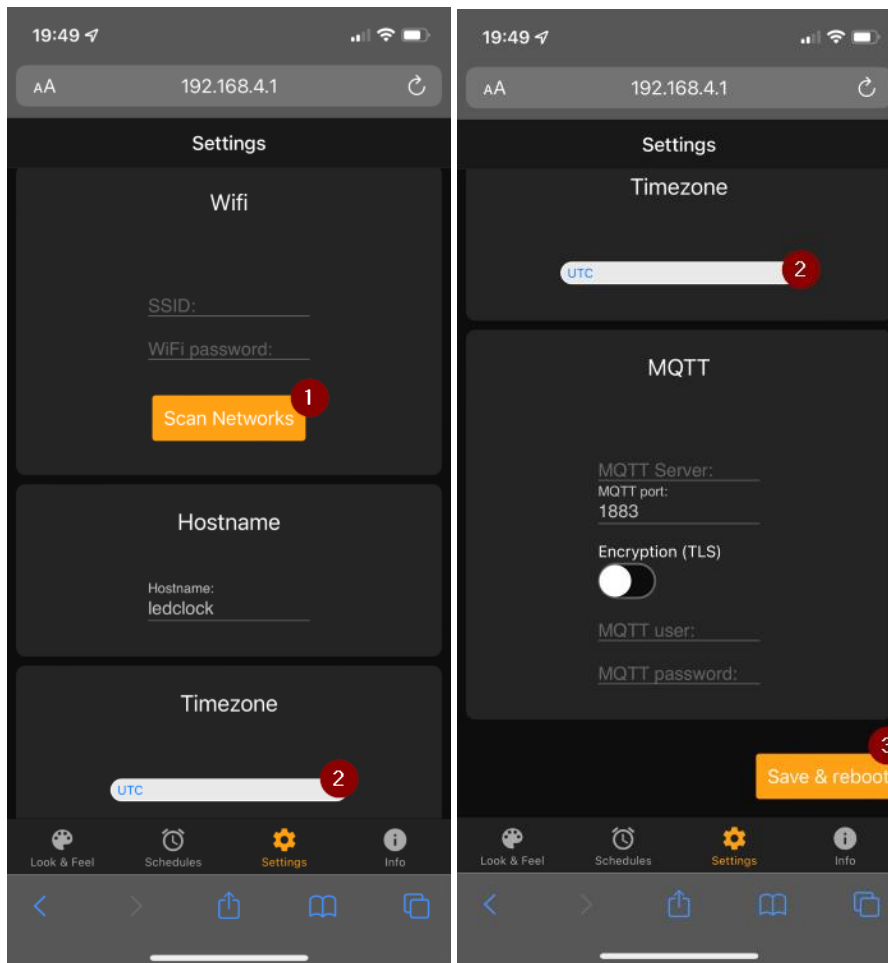 19:49
AA 192.168.4.1
Settings
Wifi
SSID:
WiFi password:
1
Scan Networks
Hostname
Hostname:
ledclock
Timezone
2
UTC
Look & Feel Schedules Settings Info
19:49
AA 192.168.4.1
Settings
Timezone
UTC 2
MQTT
MQTT Server:
MQTT port:
1883
Encryption (TLS)
MQTT user:
MQTT password:
3
Save & reboot
Look & Feel Schedules Settings Info